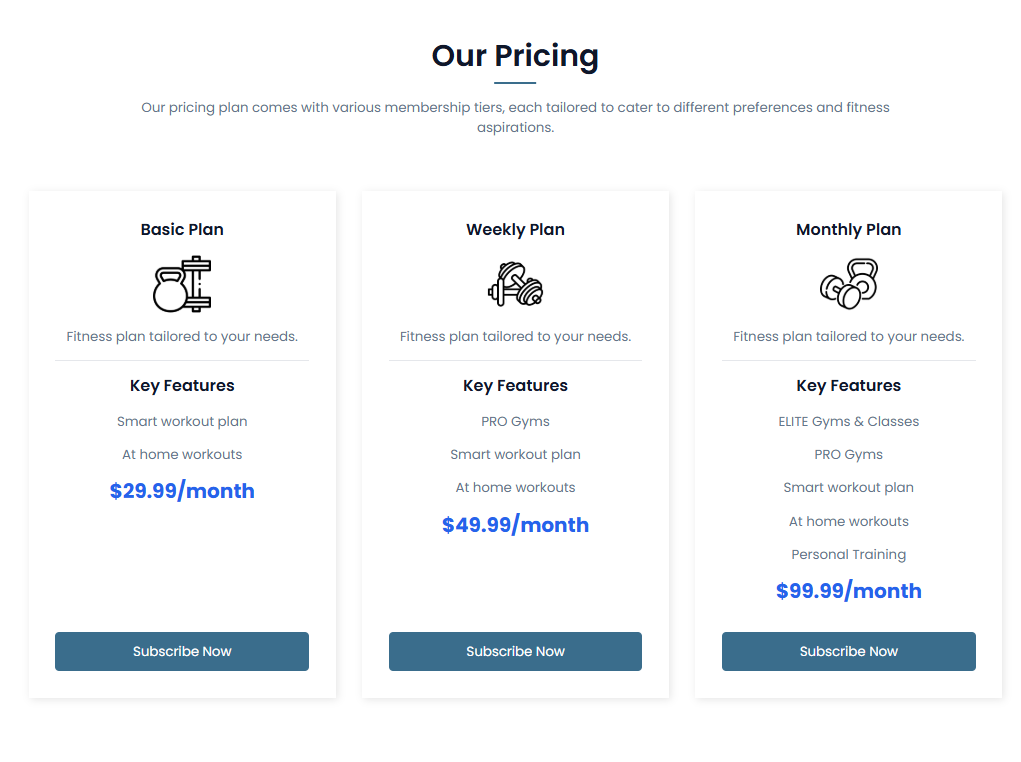 Our Pricing
Our pricing plan comes with various membership tiers, each tailored to cater to different preferences and fitness
aspirations.
Basic Plan
Fitness plan tailored to your needs.
Key Features
Smart workout plan
At home workouts
$29.99/month
Subscribe Now
Weekly Plan
Fitness plan tailored to your needs.
Key Features
PRO Gyms
Smart workout plan
At home workouts
$49.99/month
Subscribe Now
Monthly Plan
Fitness plan tailored to your needs.
Key Features
ELITE Gyms & Classes
PRO Gyms
Smart workout plan
At home workouts
Personal Training
$99.99/month
Subscribe Now